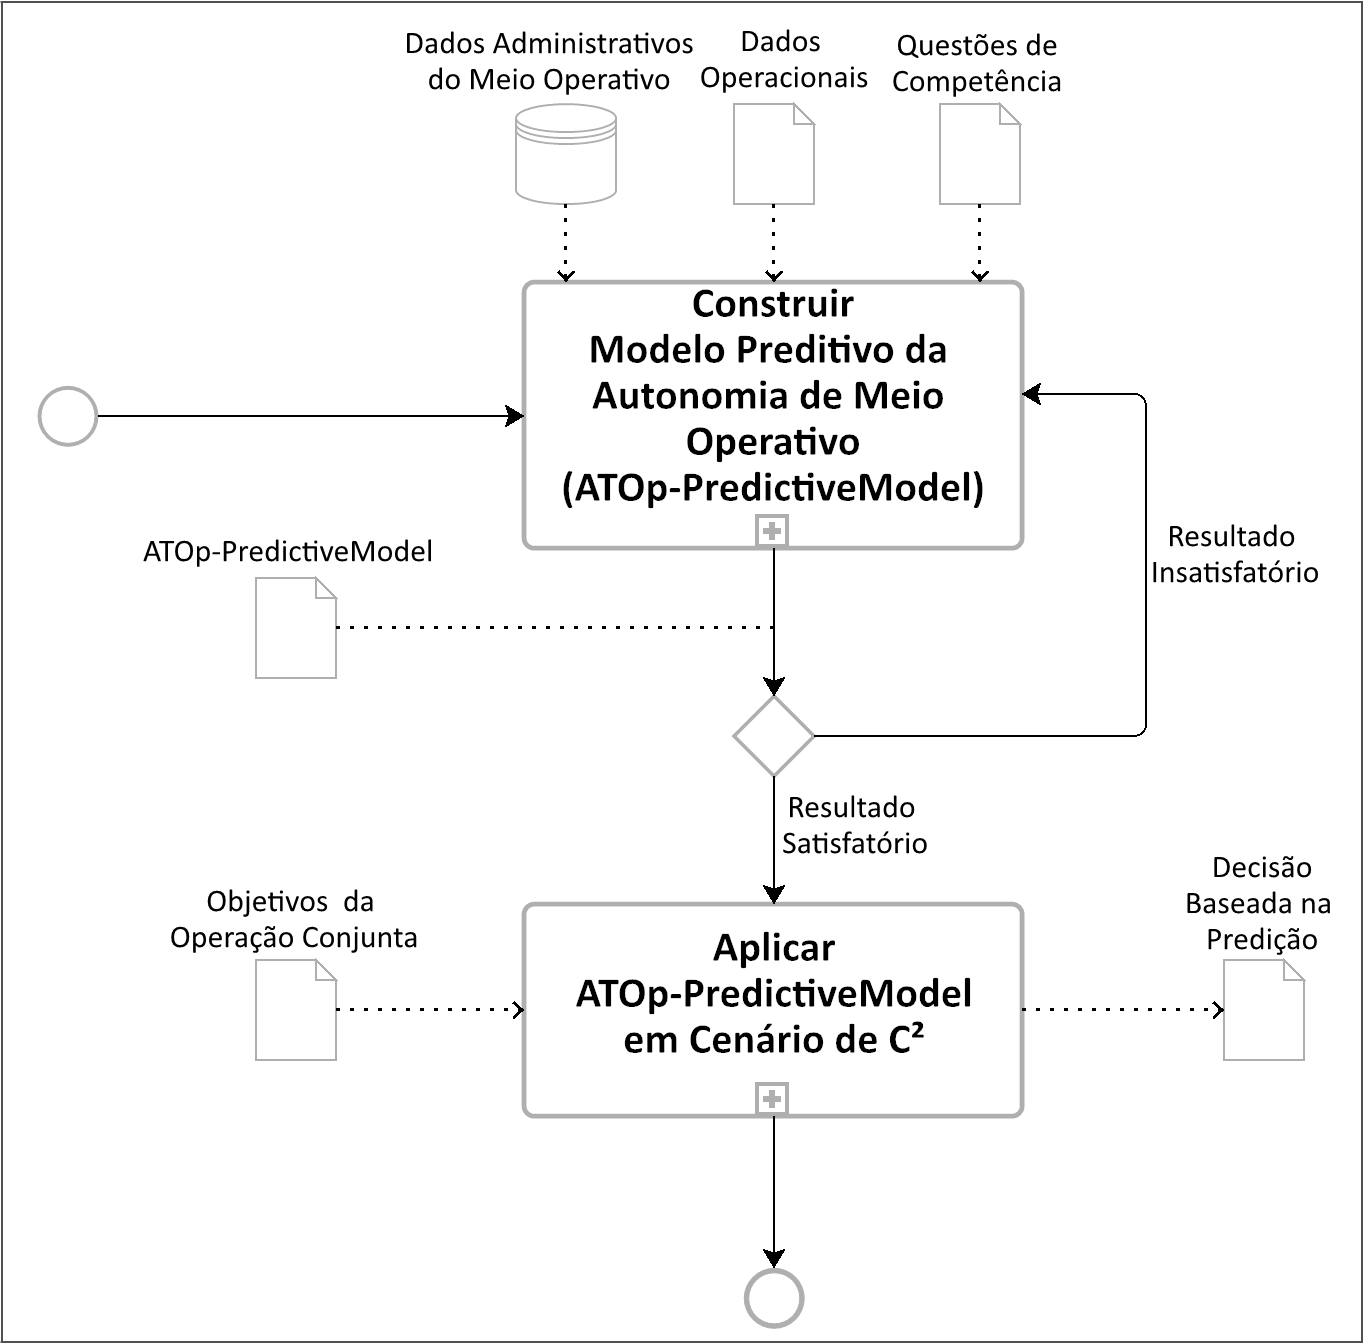 Dados Administrativos
do Meio Operativo
Dados
Operacionais
Questões de
Competência
Construir
Modelo Preditivo da
Autonomia de Meio
Operativo
(ATOp-PredictiveModel)
ATOp-PredictiveModel
Resultado
Insatisfatório
Resultado
Satisfatório
Objetivos da
Operação Conjunta
Aplicar
ATOp-PredictiveModel
em Cenário de C²
Decisão
Baseada na
Predição